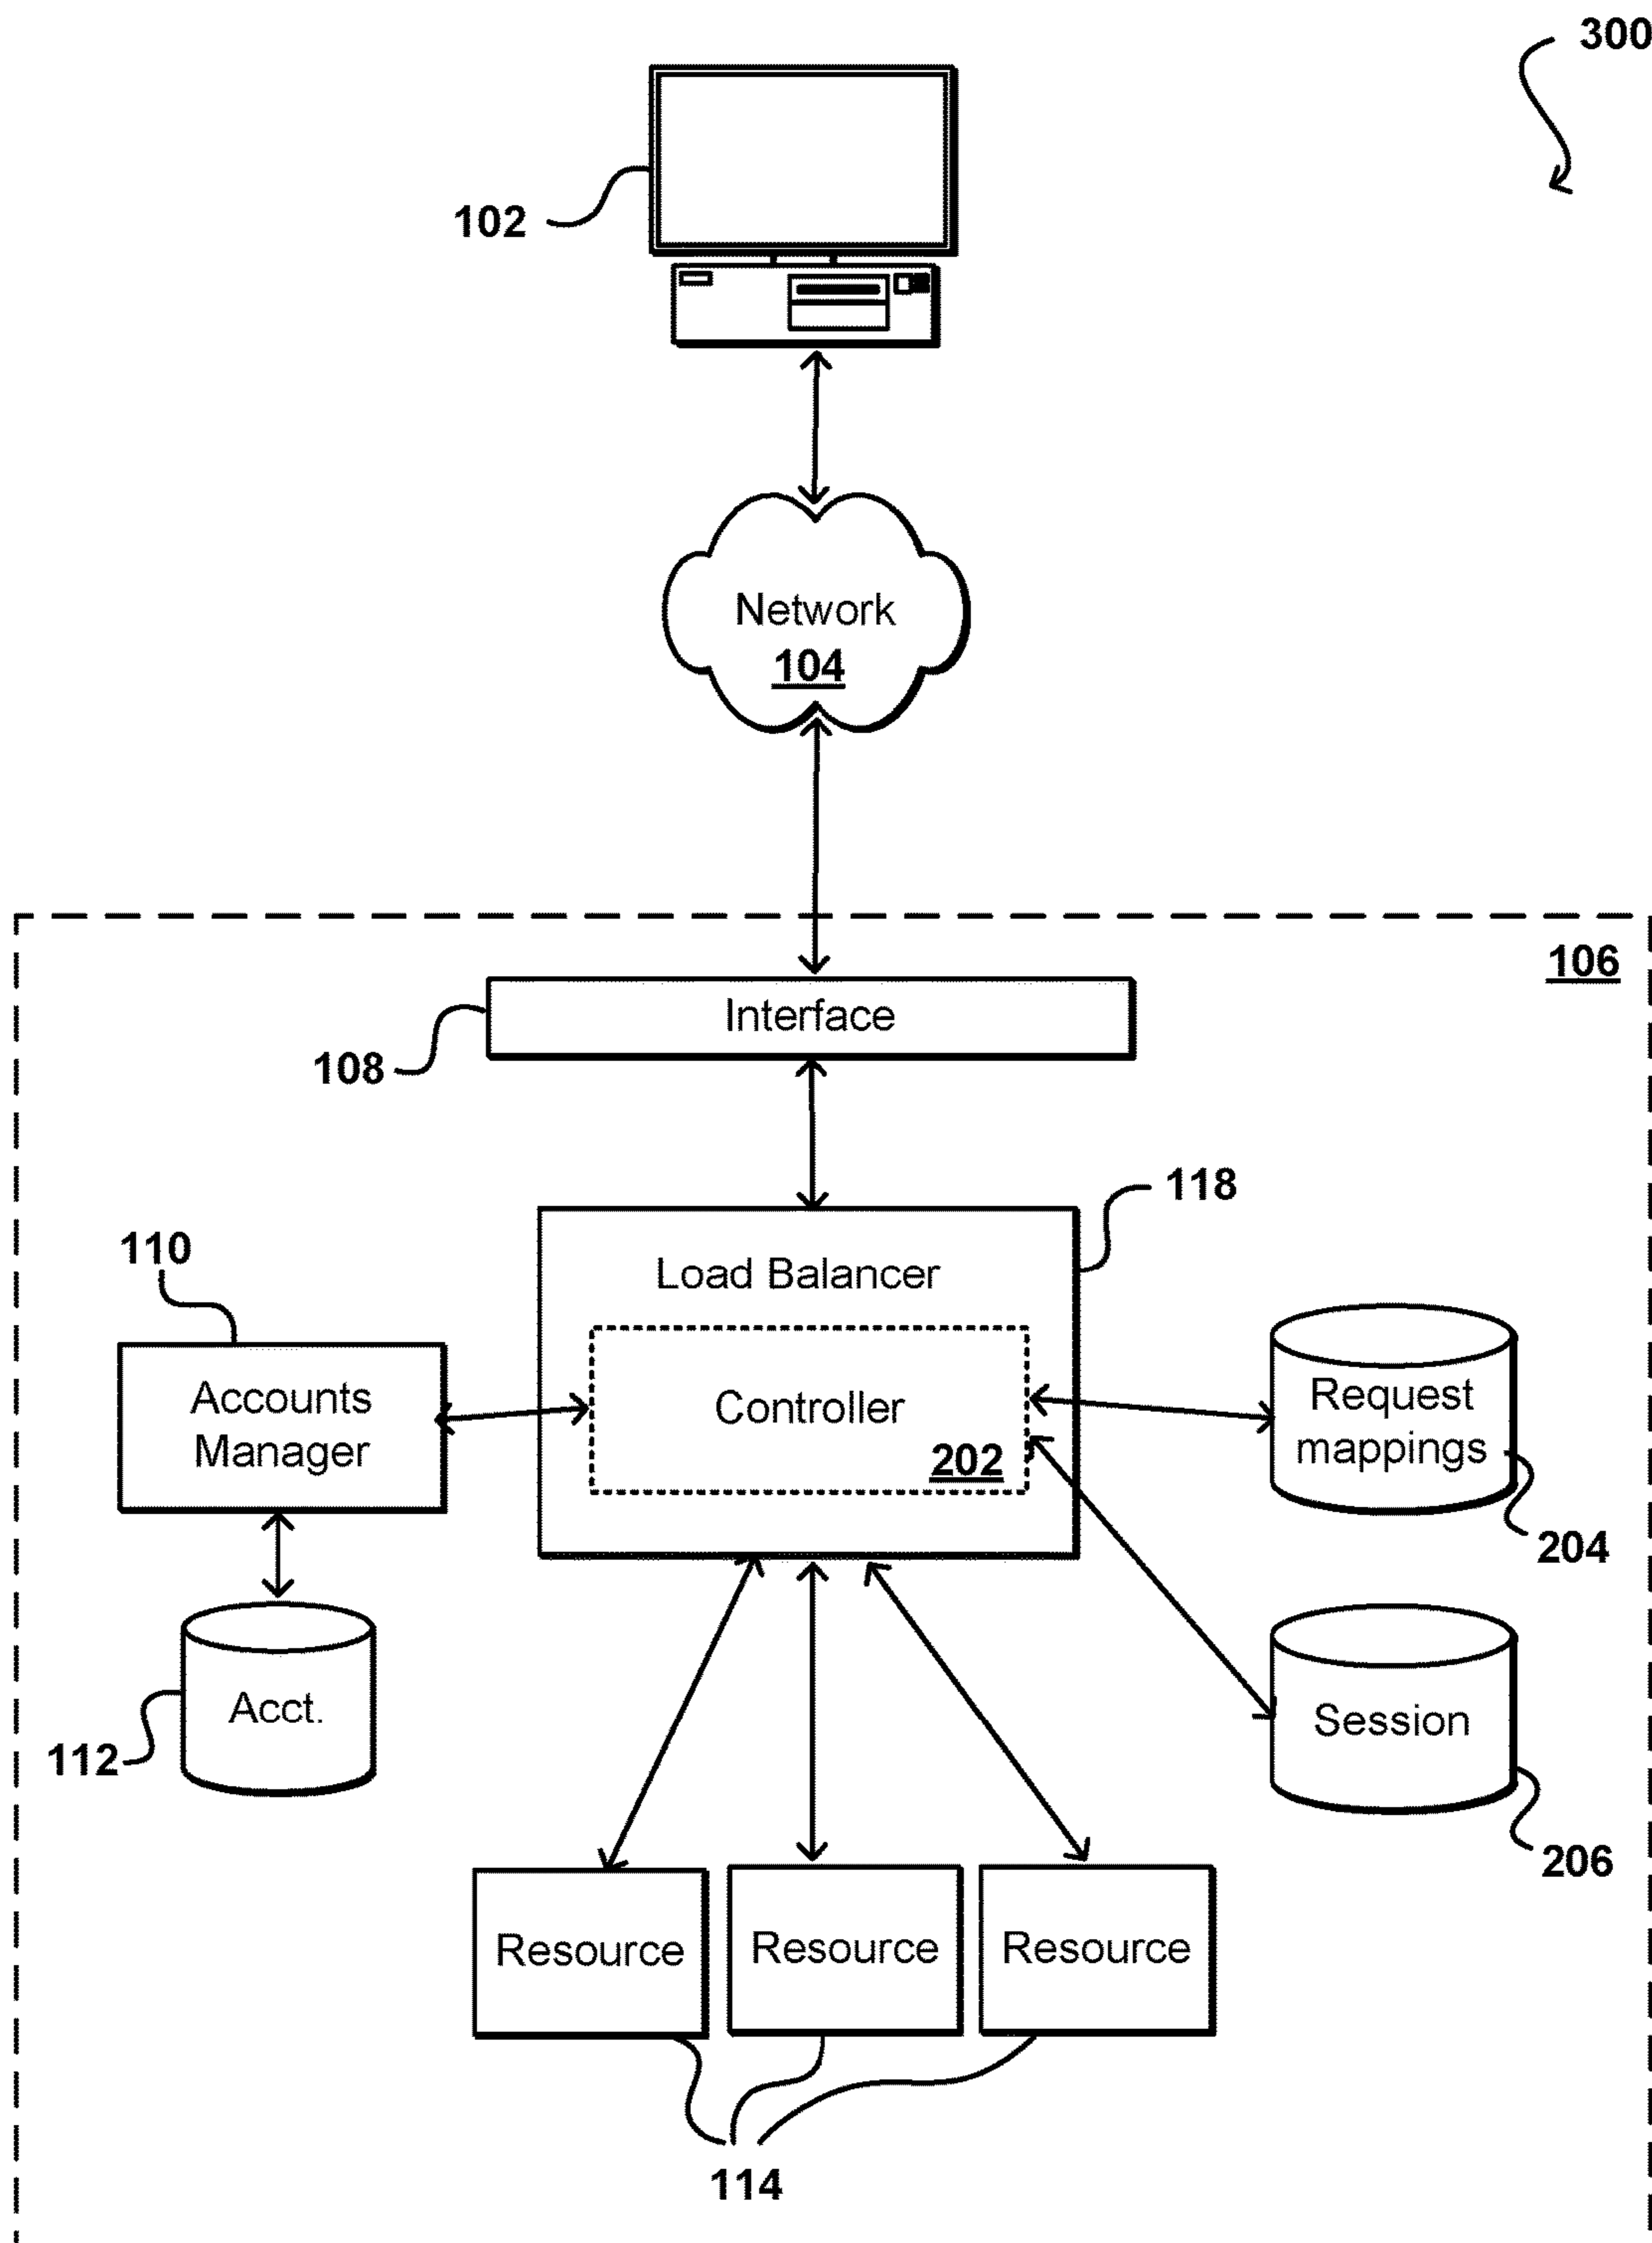 300
102
Network
104
106
Interface
108
118
110
Load Balancer
Accounts
Manager
Controller
202
Request
mappings
204
Acct.
112
Session
206
Resource
Resource
Resource
114